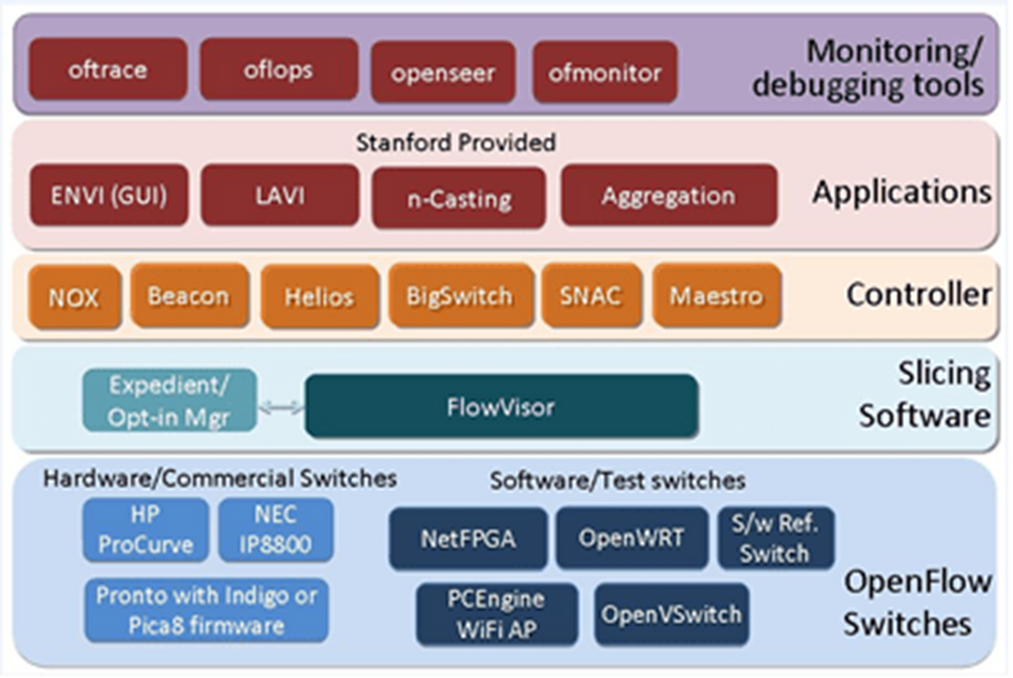 oftrace
oflops
openseer
ofmonitor
Monitoring/
debugging tools
Stanford Provided
ENVI (GUI)
LAVI
n-Casting
Aggregation
Applications
NOX
Beacon
Helios
BigSwitch
SNAC
Maestro
Controller
Expedient/
Opt-in Mgr
FlowVisor
Slicing
Software
Hardware/Commercial Switches
HP
ProCurve
NEC
IP8800
Pronto with Indigo or
Pica8 firmware
Software/Test switches
NetFPGA
OpenWRT
S/w Ref.
Switch
PCEngine
WiFi AP
OpenVSwitch
OpenFlow
Switches